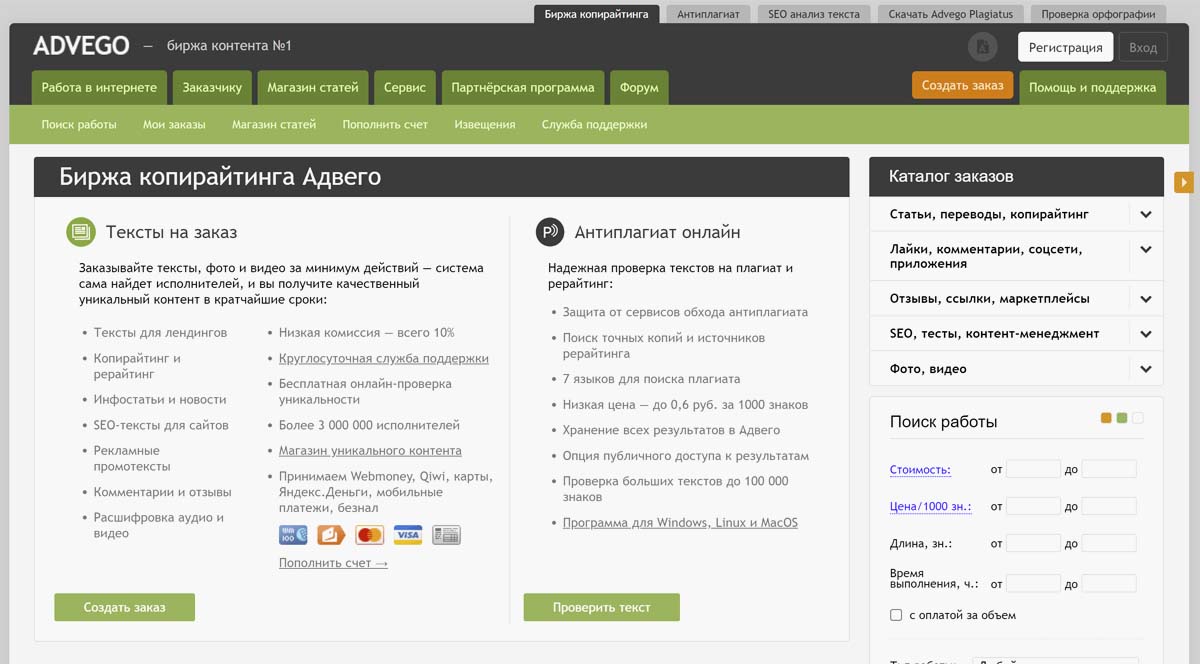 Биржа копирайтинга
Антиплагиат
SEO анализ текста
Скачать Advego Plagiatus
Проверка орфографии
ADVEGO — биржа контента №1
Регистрация
Вход
Работа в интернете
Заказчику
Магазин статей
Сервис
Партнёрская программа
Форум
Создать заказ
Помощь и поддержка
Поиск работы
Мои заказы
Магазин статей
Пополнить счет
Извещения
Служба поддержки
Биржа копирайтинга Адвего
Тексты на заказ
Заказывайте тексты, фото и видео за минимум действий — система
сама найдет исполнителей, и вы получите качественный
уникальный контент в кратчайшие сроки:
• Тексты для лендингов
• Копирайтинг и
рерайтинг
• Инфостатьи и новости
• SEO-тексты для сайтов
• Рекламные
промотексты
• Комментарии и отзывы
• Расшифровка аудио и
видео
• Низкая комиссия — всего 10%
• Круглосуточная служба поддержки
• Бесплатная онлайн-проверка
уникальности
• Более 3 000 000 исполнителей
• Магазин уникального контента
• Принимаем Webmoney, Qiwi, карты,
Яндекс.Деньги, мобильные
платежи, безнал
VISA
Пополнить счет →
Создать заказ
P
Антиплагиат онлайн
Надежная проверка текстов на плагиат и
рерайтинг:
• Защита от сервисов обхода антиплагиата
• Поиск точных копий и источников
рерайтинга
• 7 языков для поиска плагиата
• Низкая цена — до 0,6 руб. за 1000 знаков
• Хранение всех результатов в Адвего
• Опция публичного доступа к результатам
• Проверка больших текстов до 100 000
знаков
• Программа для Windows, Linux и MacOS
Проверить текст
Каталог заказов
Статьи, переводы, копирайтинг
Лайки, комментарии, соцсети,
приложения
Отзывы, ссылки, маркетплейсы
SEO, тесты, контент-менеджмент
Фото, видео
Поиск работы
Стоимость: от до
Цена/1000 зн.: от до
Длина, зн.: от до
Время
выполнения, ч.: от до
с оплатой за объем